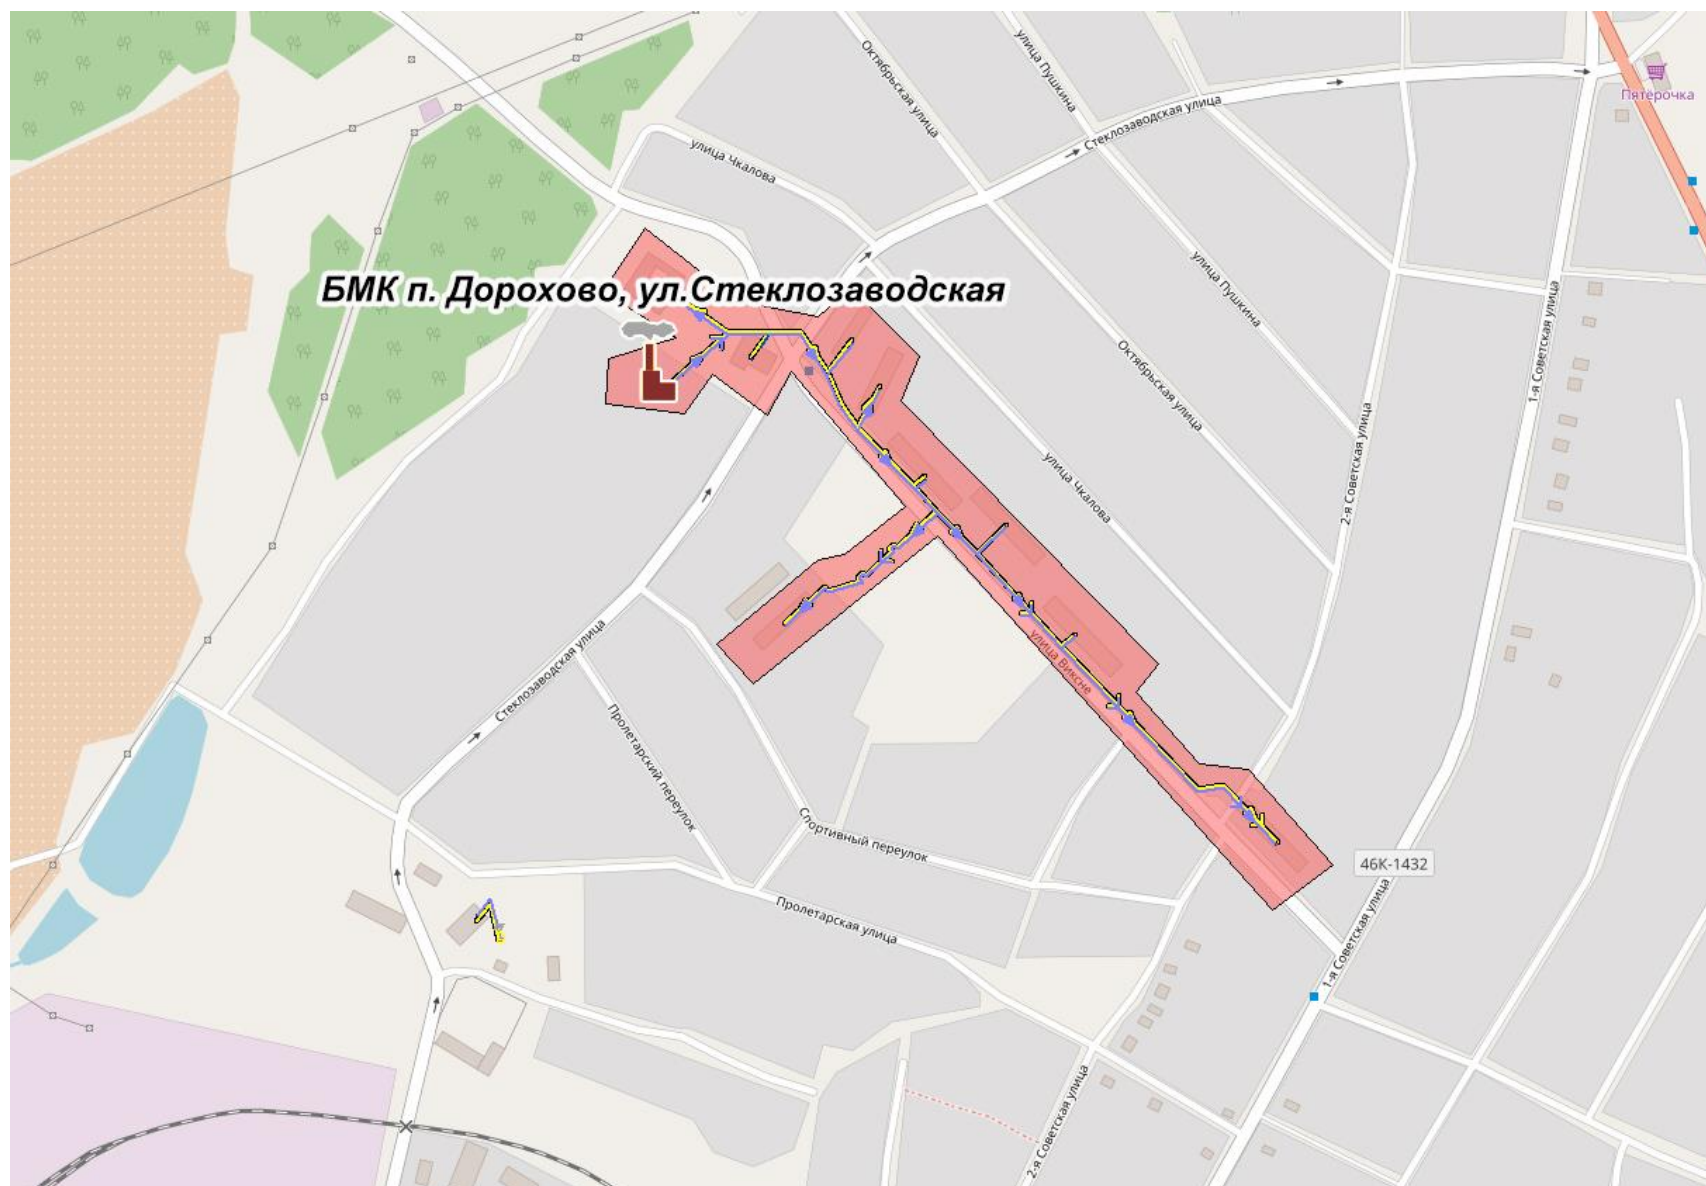 Октябрьская улица
улица Пушкина
Пятёрочка
Стеклозаводская улица
улица Чкалова
улица Пушкина
БМК п. Дорохово, ул.Стеклозаводская
1-я Советская улица
Октябрьская улица
2-я Советская улица
улица Чкалова
улица Виксне
Стеклозаводская улица
Пролетарский переулок
Спортивный переулок
46К-1432
Пролетарская улица
1-я Советская улица
2-я Советская улица